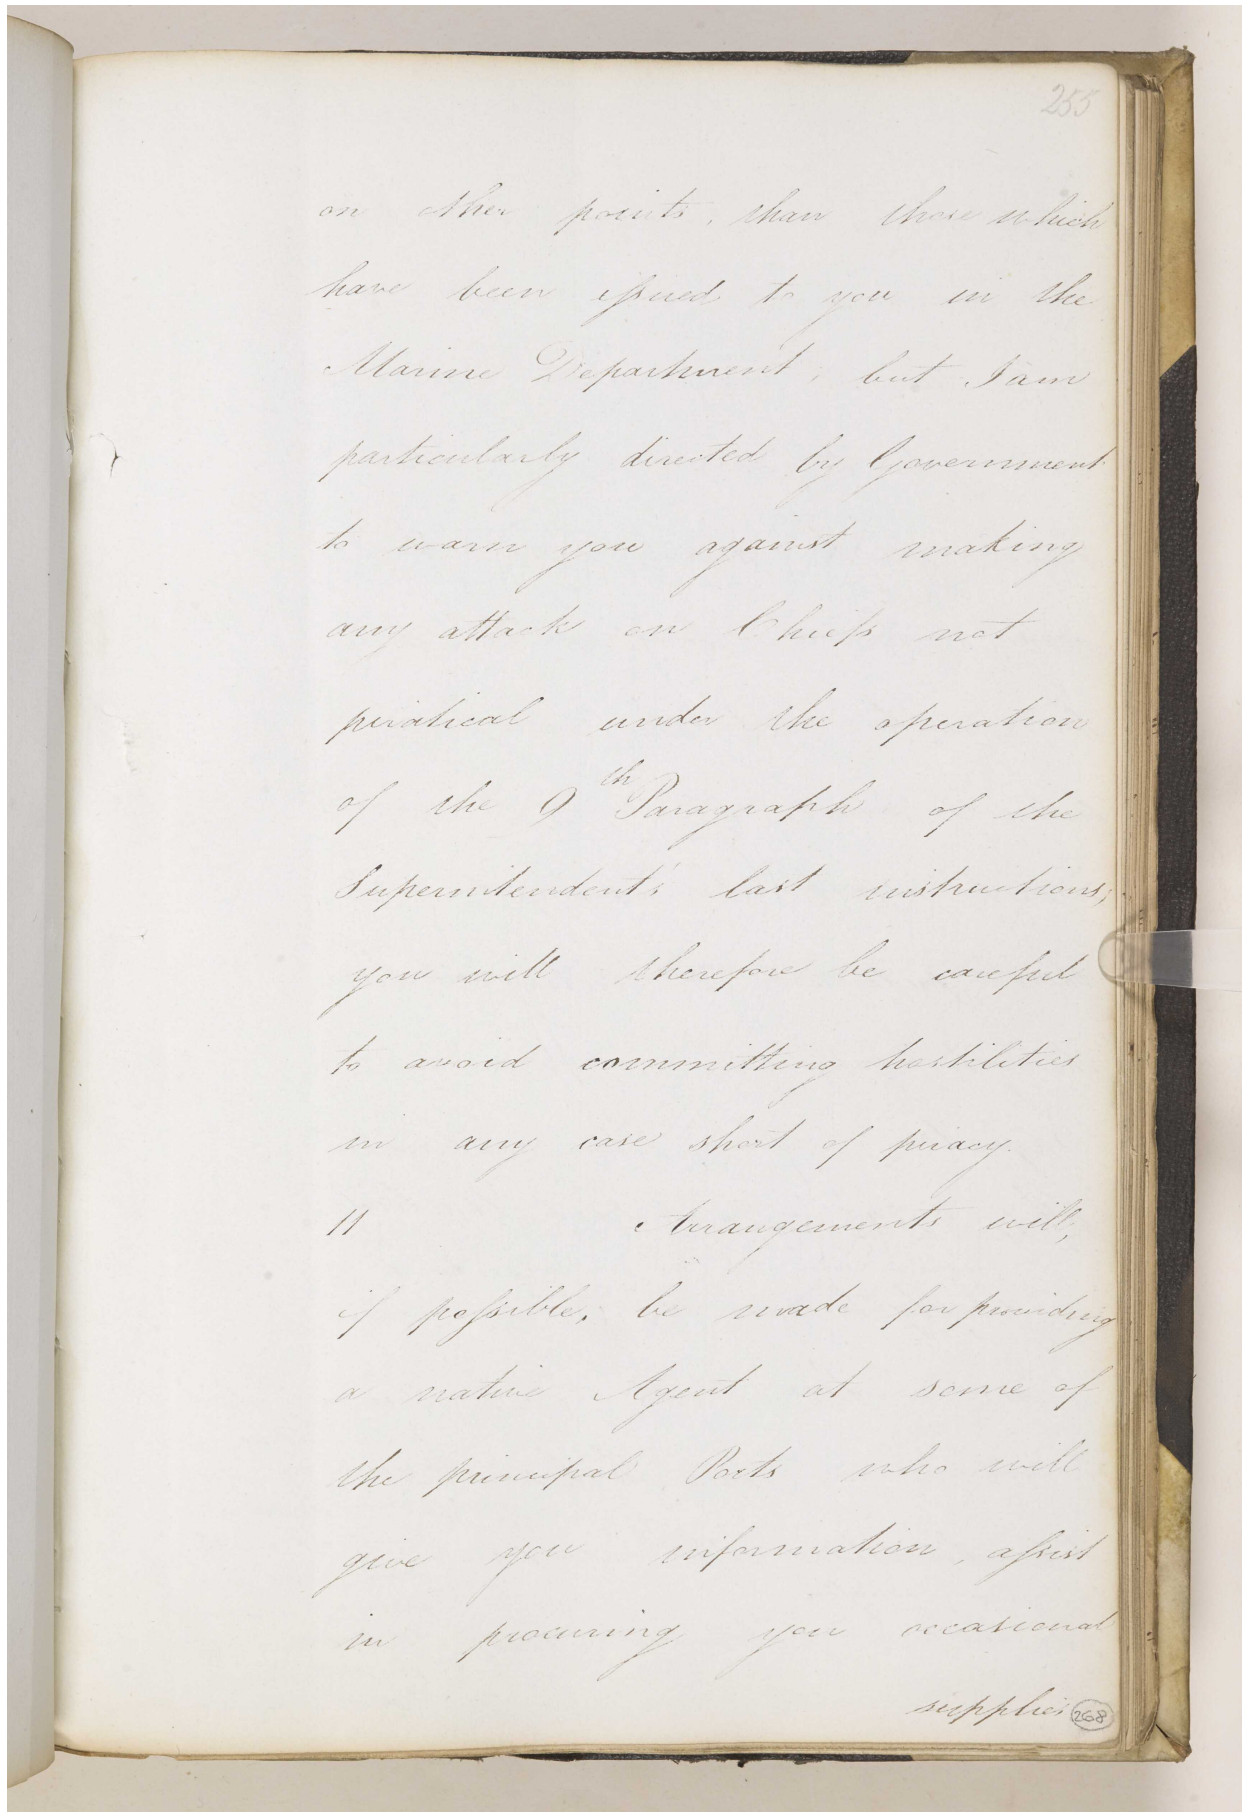 255
on other points, than those which
have been issued to you in the
Marine Department; but I am
particularly directed by Government
to warn you against making
any attack on Chiefs not
piratical under the operation
of the 9th Paragraph of the
Superintendent's last instructions;
you will therefore be careful
to avoid committing hostilities
in any case short of piracy.
11 Arrangements will,
if possible, be made for providing
a native Agent at some of
the principal Ports who will
give you information, assist
in procuring you occasional
supplies
268